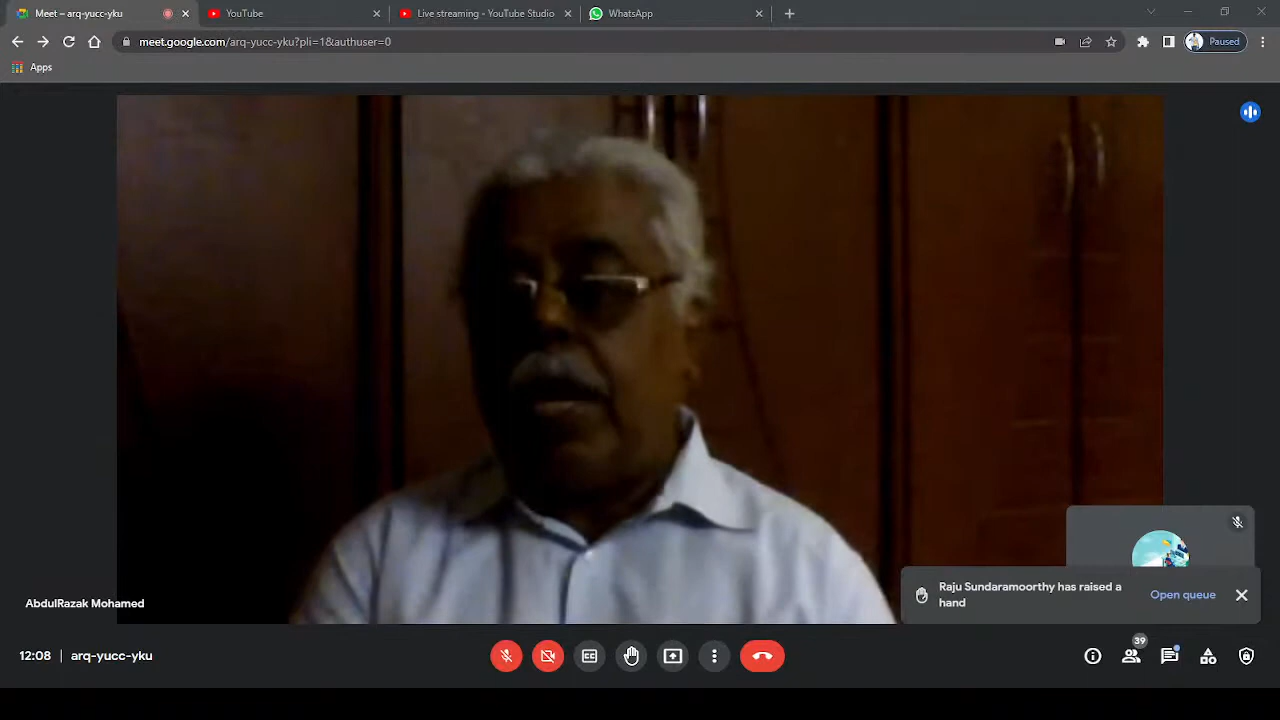 Meet – arq-yucc-yku
YouTube
Live streaming - YouTube Studio
WhatsApp
meet.google.com/arq-yucc-yku?pli=1&authuser=0
Paused
Apps
Raju Sundaramoorthy has raised a
hand
Open queue
AbdulRazak Mohamed
12:08 | arq-yucc-yku
39